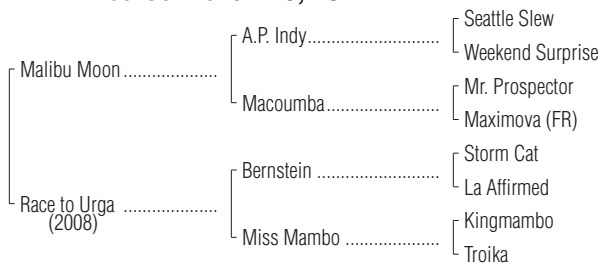 A.P. Indy
Seattle Slew
Weekend Surprise
Malibu Moon
Macoumba
Mr. Prospector
Maximova (FR)
Bernstein
Storm Cat
La Affirmed
Race to Urga
(2008)
Miss Mambo
Kingmambo
Troika